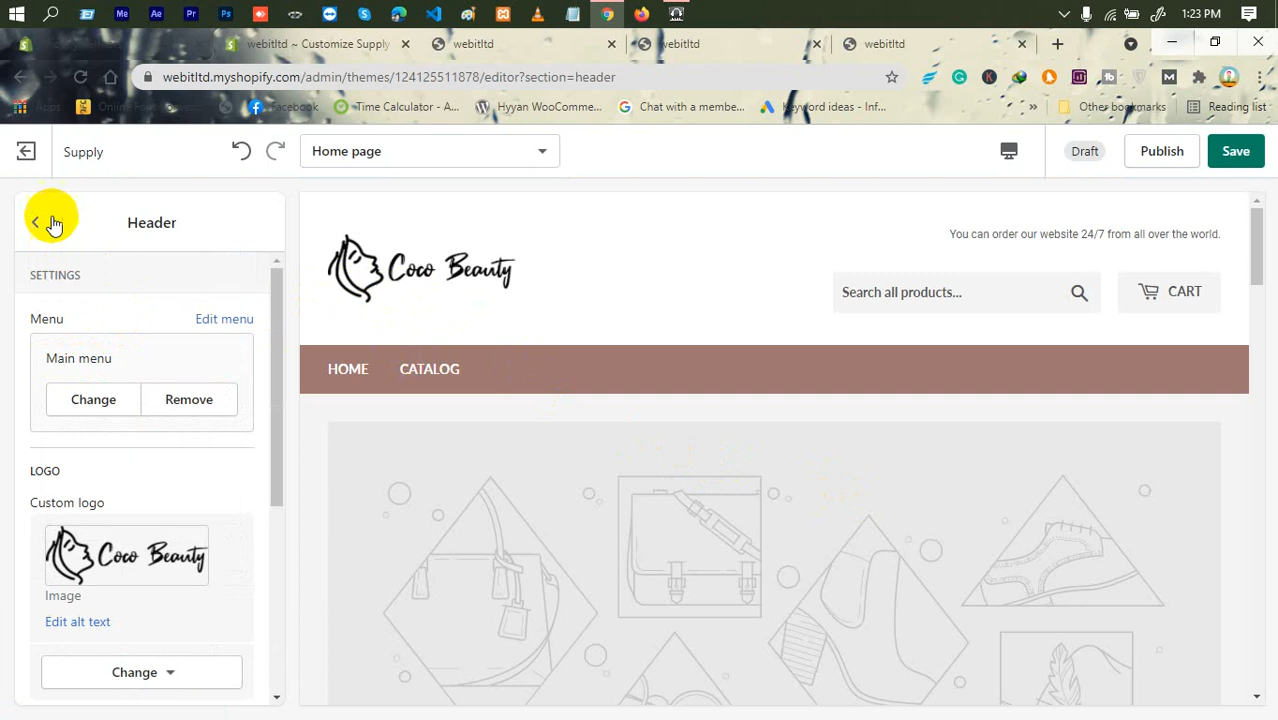 Me
Ae
Pr
Ps
1:23 PM
webitltd ~ Customize Supply
webitltd
webitltd
webitltd
webitltd.myshopify.com/admin/themes/124125511878/editor?section=header
Apps
Facebook
Time Calculator - A...
Hyyan WooComme...
Chat with a membe...
Keyword ideas - Inf...
Other bookmarks
Reading list
Supply
Home page
Draft
Publish
Save
Header
SETTINGS
Menu
Edit menu
Main menu
Change
Remove
LOGO
Custom logo
Coco Beauty
Image
Edit alt text
Change
Coco Beauty
You can order our website 24/7 from all over the world.
Search all products...
CART
HOME
CATALOG